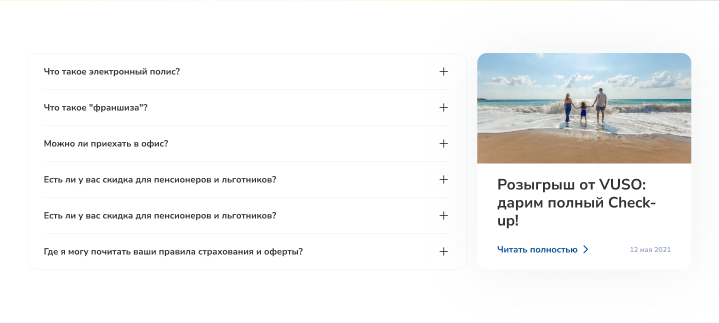 Что такое электронный полис?
Что такое "франшиза"?
Можно ли приехать в офис?
Есть ли у вас скидка для пенсионеров и льготников?
Есть ли у вас скидка для пенсионеров и льготников?
Где я могу почитать ваши правила страхования и оферты?
Розыгрыш от VUSO:
дарим полный Check-
up!
Читать полностью
12 мая 2021